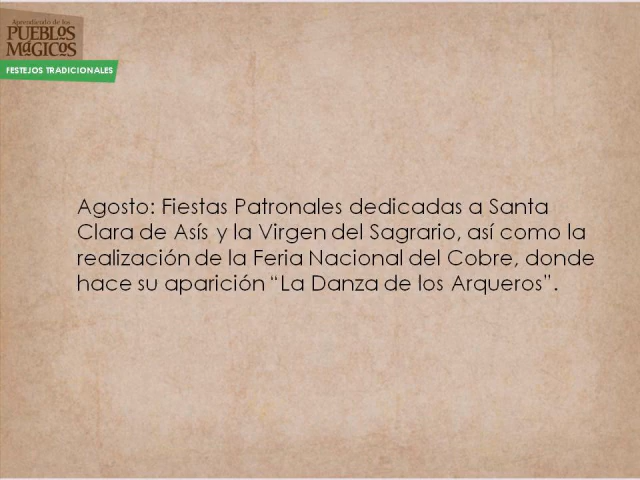 Aprendiendo de los
PUEBLOS
MÁGICOS
FESTEJOS TRADICIONALES
Agosto: Fiestas Patronales dedicadas a Santa
Clara de Asís y la Virgen del Sagrario, así como la
realización de la Feria Nacional del Cobre, donde
hace su aparición “La Danza de los Arqueros”.